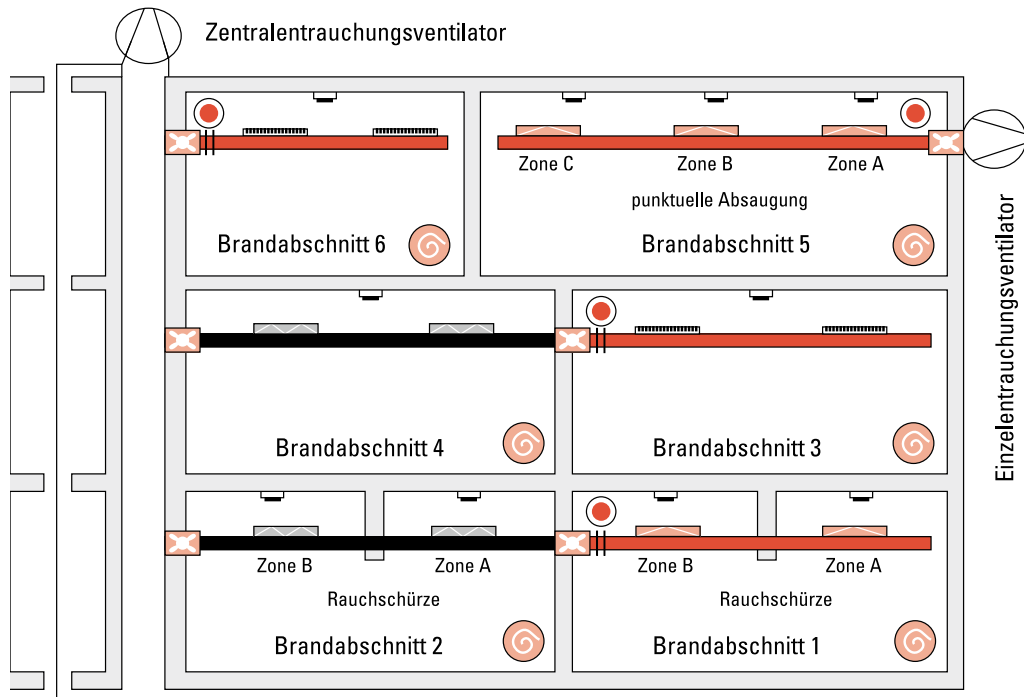 Zentralentrauchungsventilator
Zone C
Zone B
Zone A
punktuelle Absaugung
Brandabschnitt 6
Brandabschnitt 5
Einzelentrauchungsventilator
Brandabschnitt 4
Brandabschnitt 3
Zone B
Zone A
Zone B
Zone A
Rauchschürze
Rauchschürze
Brandabschnitt 2
Brandabschnitt 1